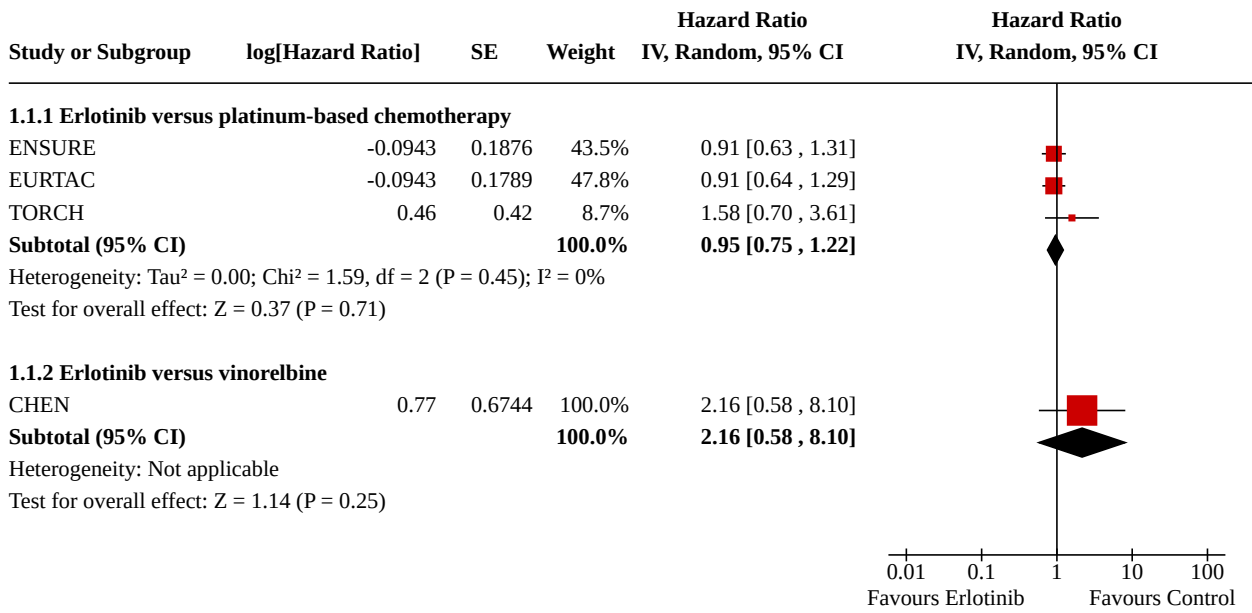 Hazard Ratio Hazard Ratio
Study or Subgroup log[Hazard Ratio] SE Weight IV, Random, 95% CI IV, Random, 95% CI
1.1.1 Erlotinib versus platinum-based chemotherapy
ENSURE -0.0943 0.1876 43.5% 0.91 [0.63 , 1.31]
EURTAC -0.0943 0.1789 47.8% 0.91 [0.64 , 1.29]
TORCH 0.46 0.42 8.7% 1.58 [0.70 , 3.61]
Subtotal (95% CI) 100.0% 0.95 [0.75 , 1.22]
Heterogeneity: Tau² = 0.00; Chi² = 1.59, df = 2 (P = 0.45); I² = 0%
Test for overall effect: Z = 0.37 (P = 0.71)
1.1.2 Erlotinib versus vinorelbine
CHEN 0.77 0.6744 100.0% 2.16 [0.58 , 8.10]
Subtotal (95% CI) 100.0% 2.16 [0.58 , 8.10]
Heterogeneity: Not applicable
Test for overall effect: Z = 1.14 (P = 0.25)
0.01 0.1 1 10 100
Favours Erlotinib Favours Control